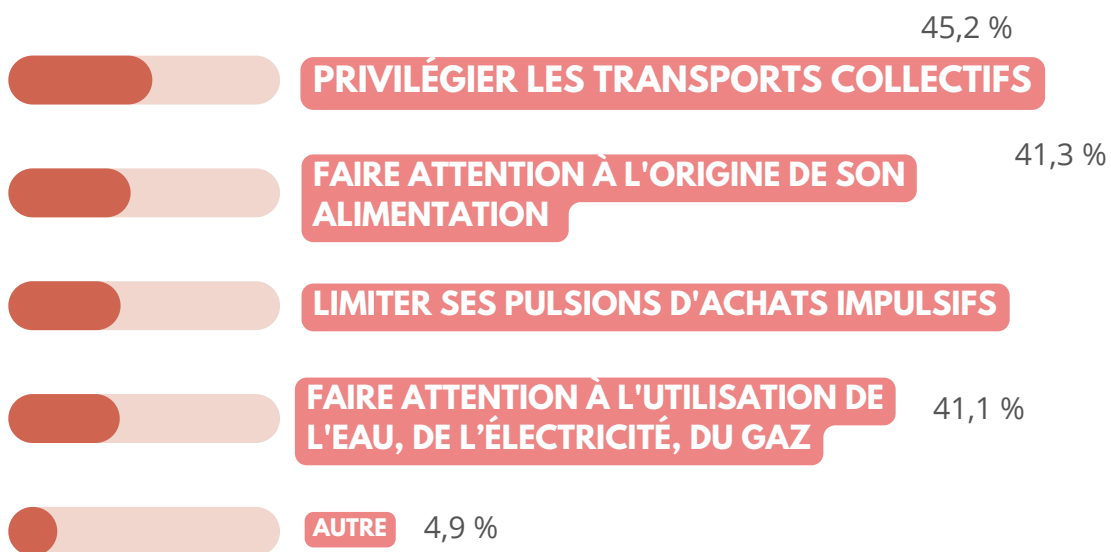 45,2 %
PRIVILÉGIER LES TRANSPORTS COLLECTIFS
41,3 %
FAIRE ATTENTION À L'ORIGINE DE SON
ALIMENTATION
LIMITER SES PULSIONS D'ACHATS IMPULSIFS
FAIRE ATTENTION À L'UTILISATION DE
L'EAU, DE L’ÉLECTRICITÉ, DU GAZ
41,1 %
AUTRE
4,9 %